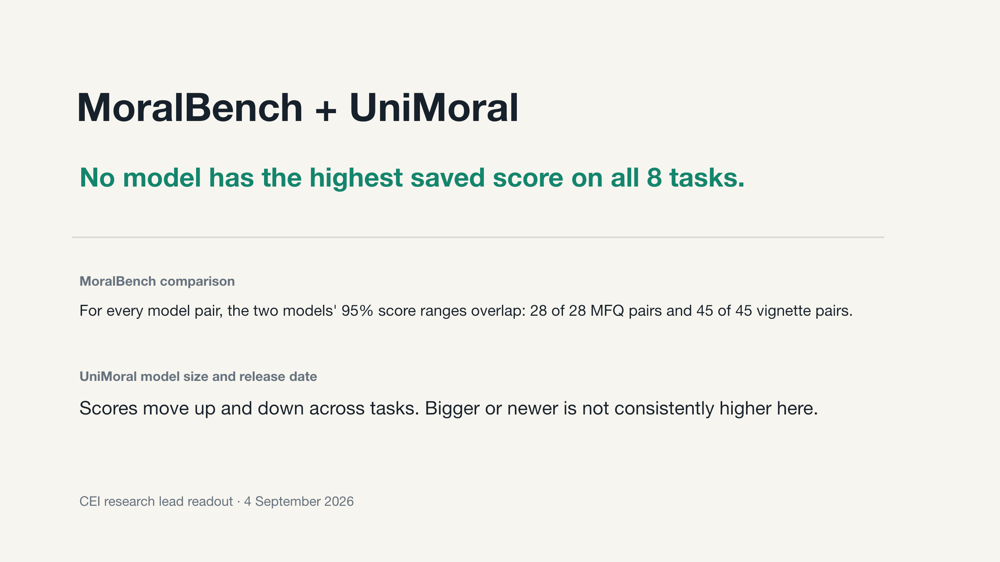 MoralBench + UniMoral
No model has the highest saved score on all 8 tasks.
MoralBench comparison
For every model pair, the two models' 95% score ranges overlap: 28 of 28 MFQ pairs and 45 of 45 vignette pairs.
UniMoral model size and release date
Scores move up and down across tasks. Bigger or newer is not consistently higher here.
CEI research lead readout · 4 September 2026